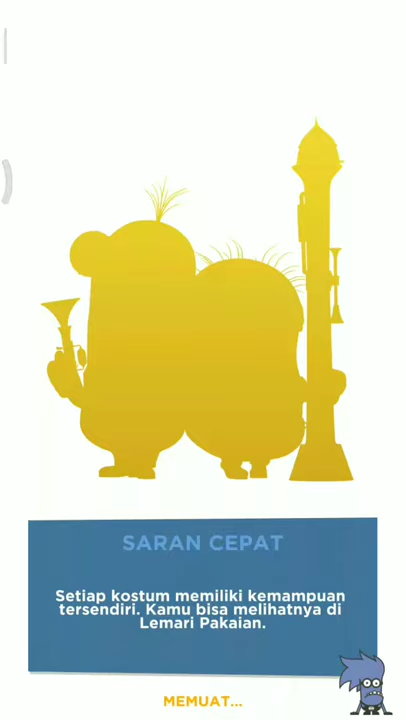 SARAN CEPAT
Setiap kostum memiliki kemampuan
tersendiri. Kamu bisa melihatnya di
Lemari Pakaian.
MEMUAT...